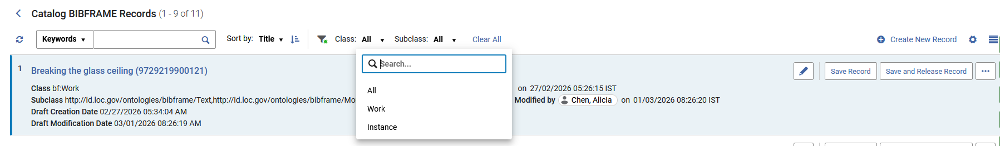 Catalog BIBFRAME Records (1 - 9 of 11)
Keywords Sort by: Title Class: All Subclass: All Clear All Create New Record
Search...
All
Work
Instance
1 Breaking the glass ceiling (9729219900121) Save Record Save and Release Record
Class bf:Work on 27/02/2026 05:26:15 IST
Subclass http://id.loc.gov/ontologies/bibframe/Text,http://id.loc.gov/ontologies/bibframe/Mo Modified by Chen, Alicia on 01/03/2026 08:26:20 IST
Draft Creation Date 02/27/2026 05:34:04 AM
Draft Modification Date 03/01/2026 08:26:19 AM